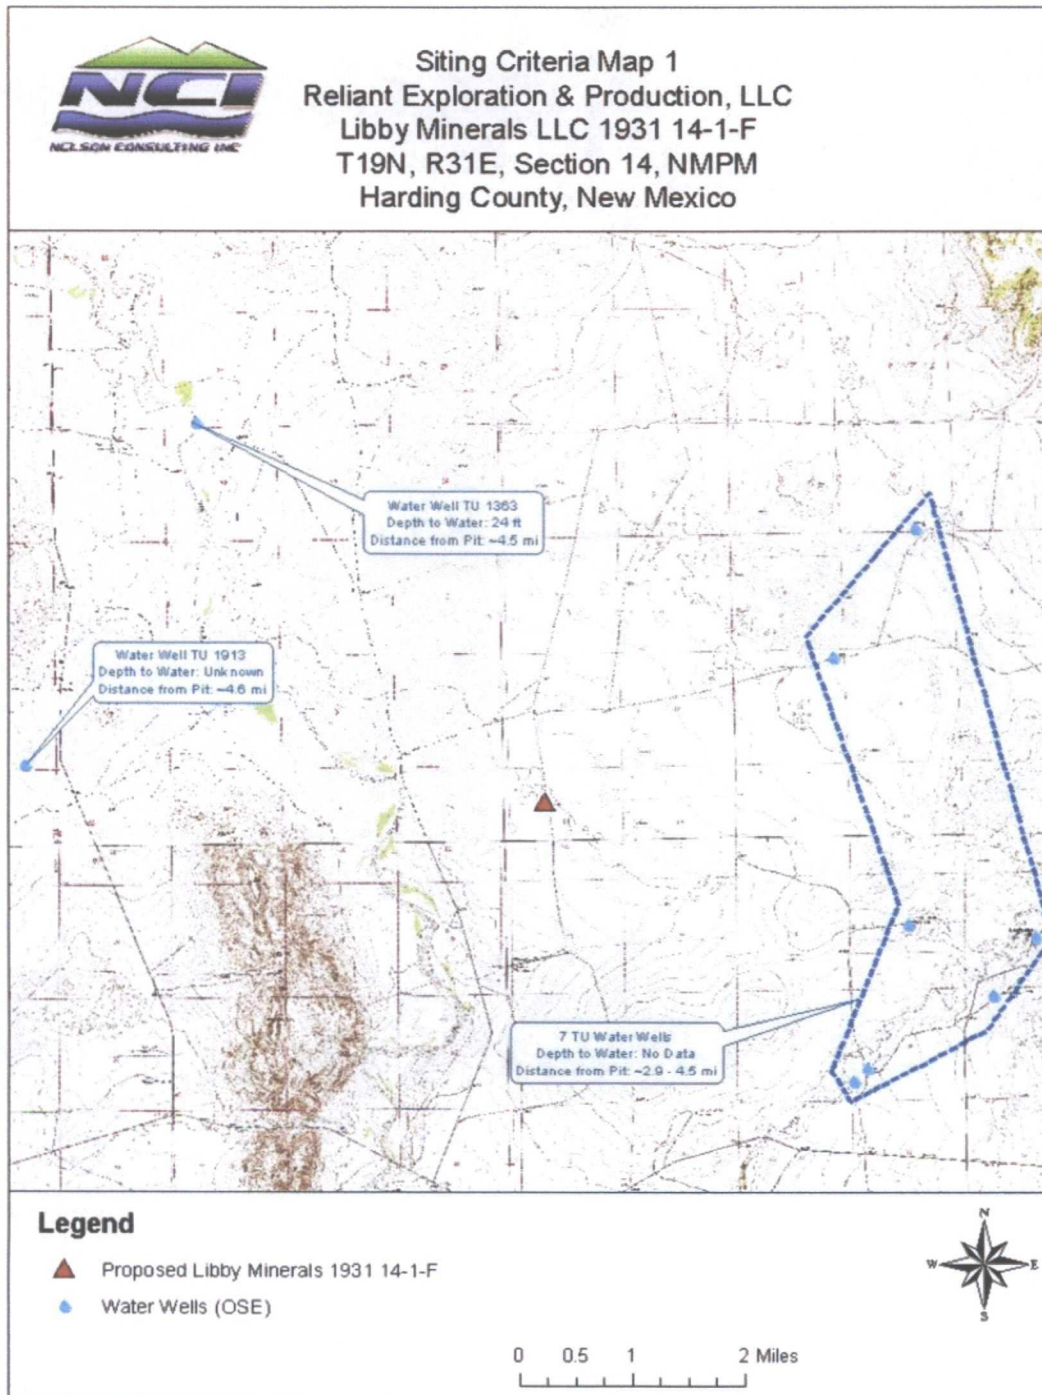 NCI
NELSON CONSULTING INC
Siting Criteria Map 1
Reliant Exploration & Production, LLC
Libby Minerals LLC 1931 14-1-F
T19N, R31E, Section 14, NMPM
Harding County, New Mexico
Water Well TU 1363
Depth to Water: 24 ft
Distance from Pit: ~4.5 mi
Water Well TU 1913
Depth to Water: Unknown
Distance from Pit: ~4.6 mi
7 TU Water Wells
Depth to Water: No Data
Distance from Pit: ~2.9 - 4.5 mi
Legend
Proposed Libby Minerals 1931 14-1-F
Water Wells (OSE)
N
W
E
S
0 0.5 1 2 Miles